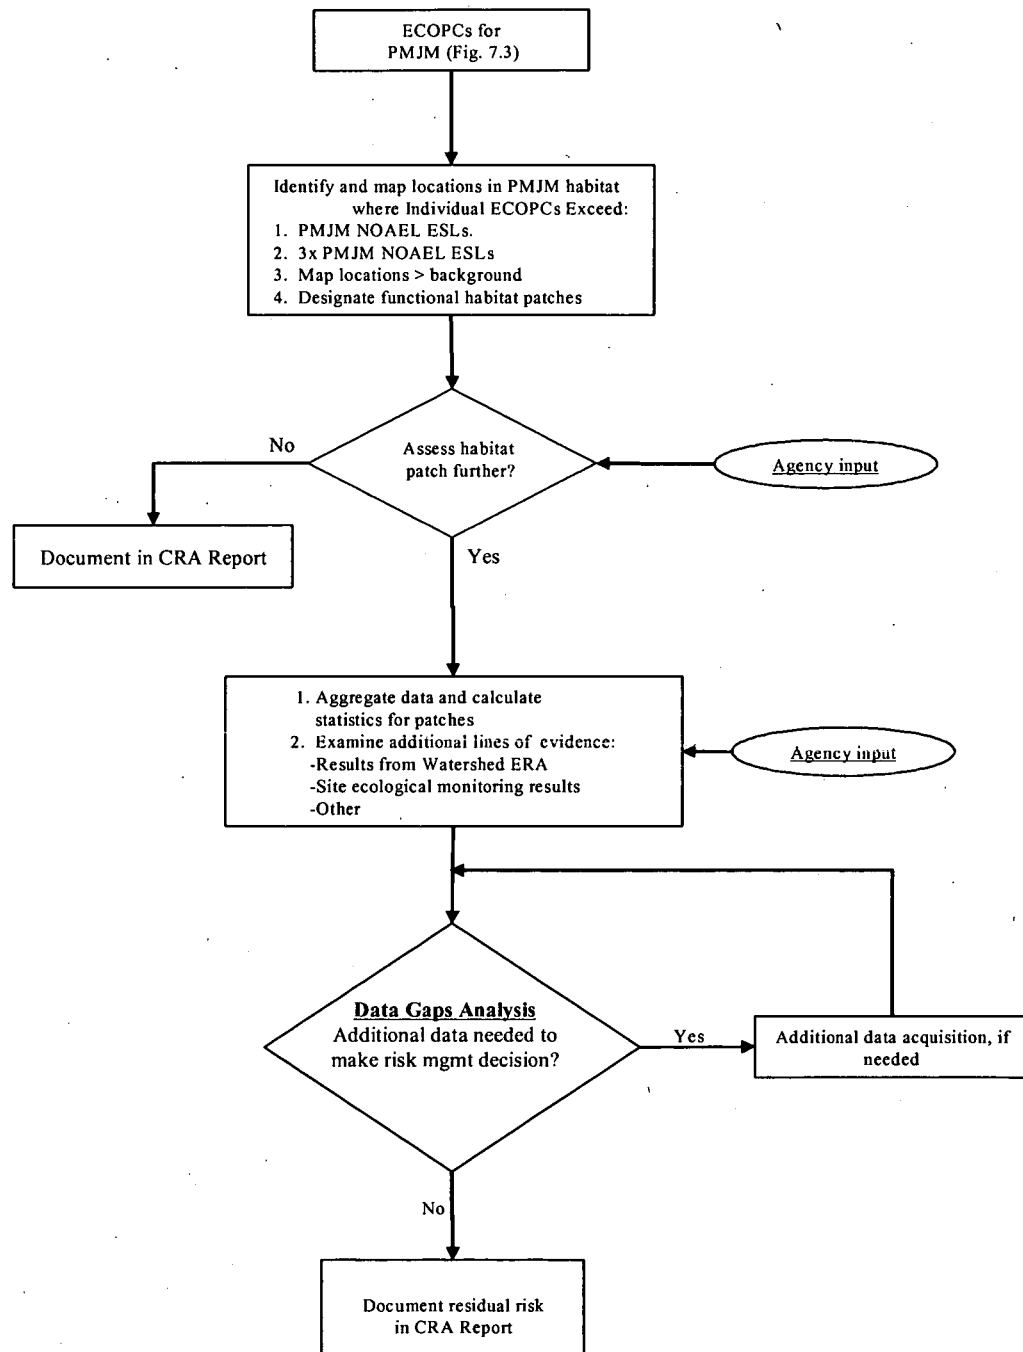 ECOPCs for
PMJM (Fig. 7.3)
Identify and map locations in PMJM habitat
where Individual ECOPCs Exceed:
1. PMJM NOAEL ESLs.
2. 3x PMJM NOAEL ESLs
3. Map locations > background
4. Designate functional habitat patches
No
Assess habitat
patch further?
Agency input
Document in CRA Report
Yes
1. Aggregate data and calculate
statistics for patches
2. Examine additional lines of evidence:
-Results from Watershed ERA
-Site ecological monitoring results
-Other
Agency input
Data Gaps Analysis
Additional data needed to
make risk mgmt decision?
Yes
Additional data acquisition, if
needed
No
Document residual risk
in CRA Report